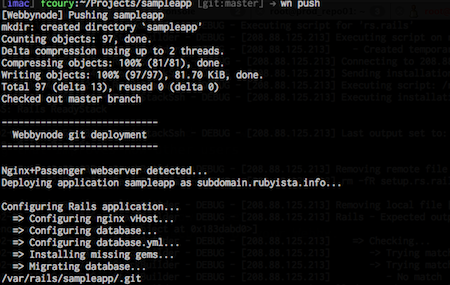 [imac] fcoury:~/Projects/sampleapp [git:master] → wn push
[Webbynode] Pushing sampleapp
mkdir: created directory `sampleapp'
Counting objects: 97, done.
Delta compression using up to 2 threads.
Compressing objects: 100% (81/81), done.
Writing objects: 100% (97/97), 81.70 KiB, done.
Total 97 (delta 13), reused 0 (delta 0)
Checked out master branch
----------------------------
Webbynode git deployment
----------------------------
Nginx+Passenger webserver detected...
Deploying application sampleapp as subdomain.rubyista.info...
Configuring Rails application...
=> Configuring nginx vHost...
=> Configuring database...
=> Configuring database.yml...
=> Installing missing gems...
=> Migrating database...
/var/rails/sampleapp/.git